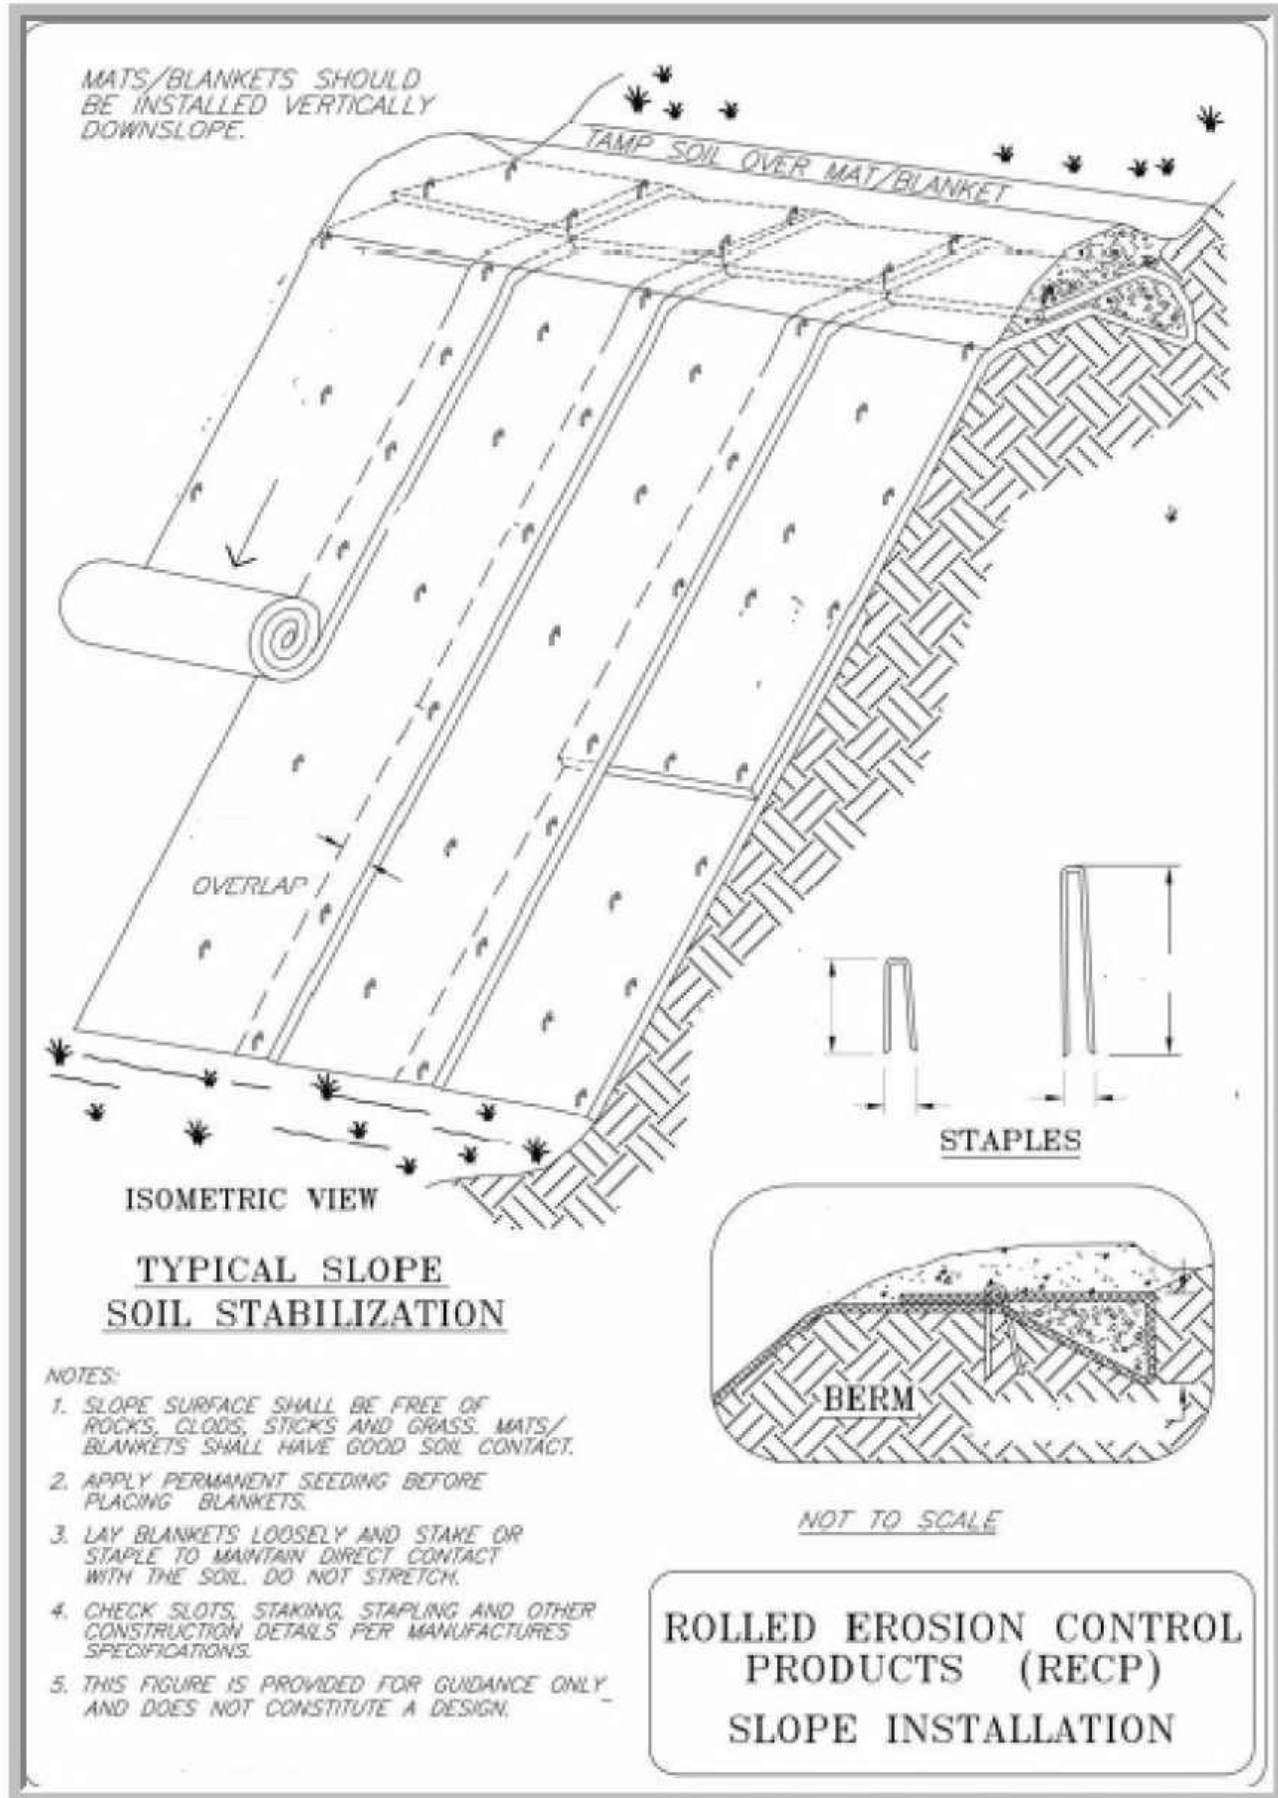 MATS/BLANKETS SHOULD
BE INSTALLED VERTICALLY
DOWNSLOPE.
TAMP SOIL OVER MAT/BLANKET
OVERLAP
STAPLES
ISOMETRIC VIEW
TYPICAL SLOPE
SOIL STABILIZATION
BERM
NOT TO SCALE
NOTES:
1. SLOPE SURFACE SHALL BE FREE OF
ROCKS, CLODS, STICKS AND GRASS. MATS/
BLANKETS SHALL HAVE GOOD SOIL CONTACT.
2. APPLY PERMANENT SEEDING BEFORE
PLACING BLANKETS.
3. LAY BLANKETS LOOSELY AND STAKE OR
STAPLE TO MAINTAIN DIRECT CONTACT
WITH THE SOIL. DO NOT STRETCH.
4. CHECK SLOTS, STAKING, STAPLING AND OTHER
CONSTRUCTION DETAILS PER MANUFACTURES
SPECIFICATIONS.
5. THIS FIGURE IS PROVIDED FOR GUIDANCE ONLY
AND DOES NOT CONSTITUTE A DESIGN.
ROLLED EROSION CONTROL
PRODUCTS (RECP)
SLOPE INSTALLATION